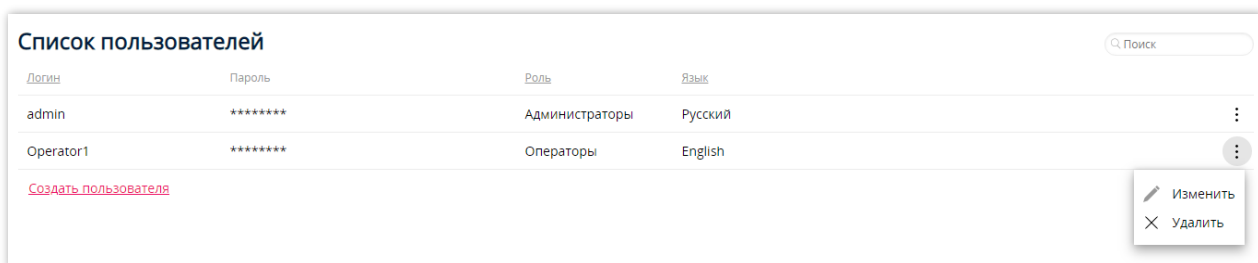 Список пользователей
Поиск
Логин Пароль Роль Язык
admin ******** Администраторы Русский
Operator1 ******** Операторы English
Создать пользователя
Изменить
Удалить